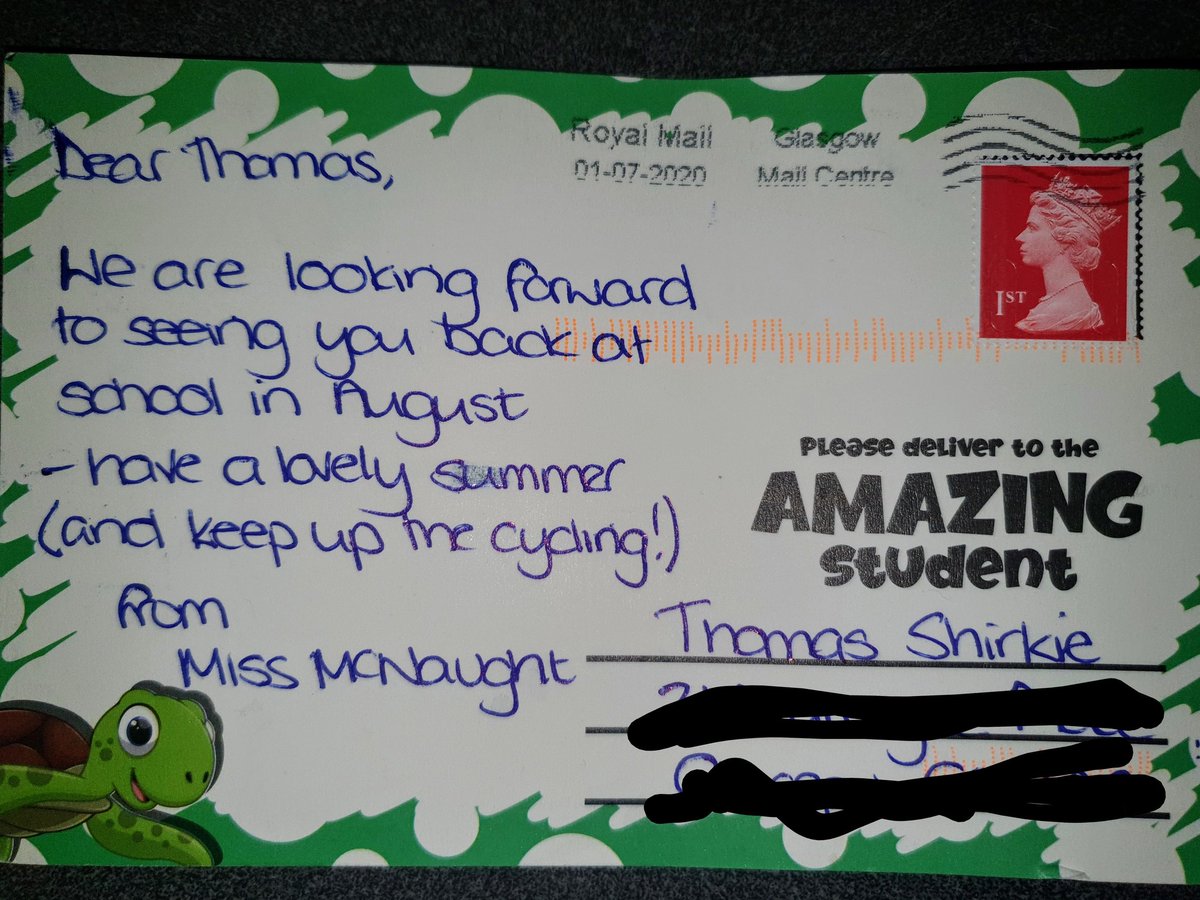 Dear Thomas,
Royal Mail Glasgow
01-07-2020 Mail Centre
1ST
We are looking forward
to seeing you back at
school in August
- have a lovely summer
(and keep up the cycling!)
from
Miss McNaught
Please deliver to the
AMAZING
student
Thomas Shirkie